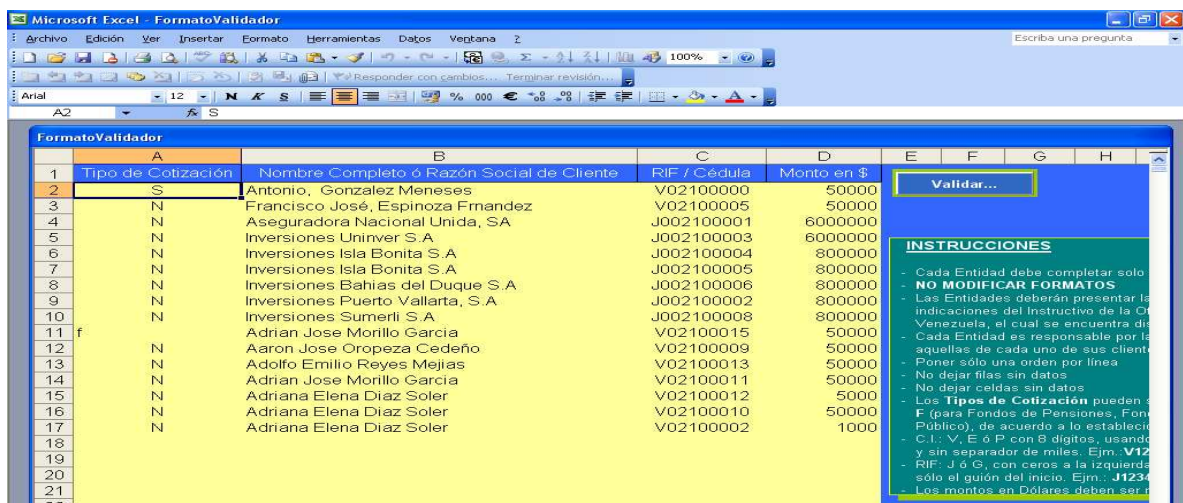 Microsoft Excel - FormatoValidador
Archivo Edición Ver Insertar Formato Herramientas Datos Ventana ? Escriba una pregunta
100%
Responder con cambios... Terminar revisión...
Arial 12 N K S % 000 €
A2 fx S
FormatoValidador
A B C D E F G H
1 Tipo de Cotización Nombre Completo ó Razón Social de Cliente RIF / Cédula Monto en $
2 S Antonio, Gonzalez Meneses V02100000 50000
3 N Francisco José, Espinoza Frnandez V02100005 50000
4 N Aseguradora Nacional Unida, SA J002100001 6000000
5 N Inversiones Uninver S.A J002100003 6000000
6 N Inversiones Isla Bonita S.A J002100004 800000
7 N Inversiones Isla Bonita S.A J002100005 800000
8 N Inversiones Bahias del Duque S.A J002100006 800000
9 N Inversiones Puerto Vallarta, S.A J002100002 800000
10 N Inversiones Sumerli S.A J002100008 800000
11 f Adrian Jose Morillo Garcia V02100015 50000
12 N Aaron Jose Oropeza Cedeño V02100009 50000
13 N Adolfo Emilio Reyes Mejias V02100013 50000
14 N Adrian Jose Morillo Garcia V02100011 50000
15 N Adriana Elena Diaz Soler V02100012 5000
16 N Adriana Elena Diaz Soler V02100010 50000
17 N Adriana Elena Diaz Soler V02100002 1000
18
19
20
21
Validar...
INSTRUCCIONES
- Cada Entidad debe completar solo
- NO MODIFICAR FORMATOS
- Las Entidades deberán presentar la
indicaciones del Instructivo de la O
Venezuela, el cual se encuentra dis
- Cada Entidad es responsable por la
aquellas de cada uno de sus client
- Poner sólo una orden por línea
- No dejar filas sin datos
- No dejar celdas sin datos
- Los Tipos de Cotización pueden s
F (para Fondos de Pensiones, Fon
Público), de acuerdo a lo establecid
- C.I.: V, E ó P con 8 dígitos, usand
y sin separador de miles. Ejm.:V12
- RIF: J ó G, con ceros a la izquierda
sólo el guión del inicio. Ejm.: J1234
- Los montos en Dólares deben ser